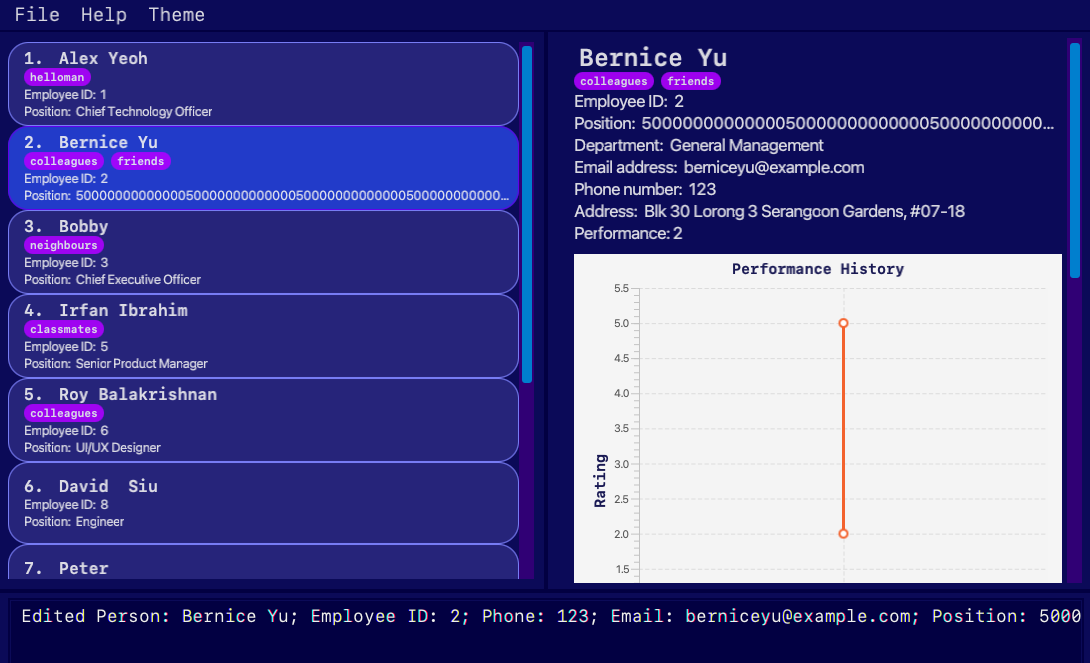 File Help Theme
1. Alex Yeoh
helloman
Employee ID: 1
Position: Chief Technology Officer
2. Bernice Yu
colleagues friends
Employee ID: 2
Position: 5000000000000050000000000000500000000000005000000000...
3. Bobby
neighbours
Employee ID: 3
Position: Chief Executive Officer
4. Irfan Ibrahim
classmates
Employee ID: 5
Position: Senior Product Manager
5. Roy Balakrishnan
colleagues
Employee ID: 6
Position: UI/UX Designer
6. David Siu
Employee ID: 8
Position: Engineer
7. Peter
Bernice Yu
colleagues friends
Employee ID: 2
Position: 5000000000000050000000000000050000000000...
Department: General Management
Email address: berniceyu@example.com
Phone number: 123
Address: Blk 30 Lorong 3 Serangoon Gardens, #07-18
Performance: 2
Performance History
Rating
5.5
5.0
4.5
4.0
3.5
3.0
2.5
2.0
1.5
Edited Person: Bernice Yu; Employee ID: 2; Phone: 123; Email: berniceyu@example.com; Position: 5000